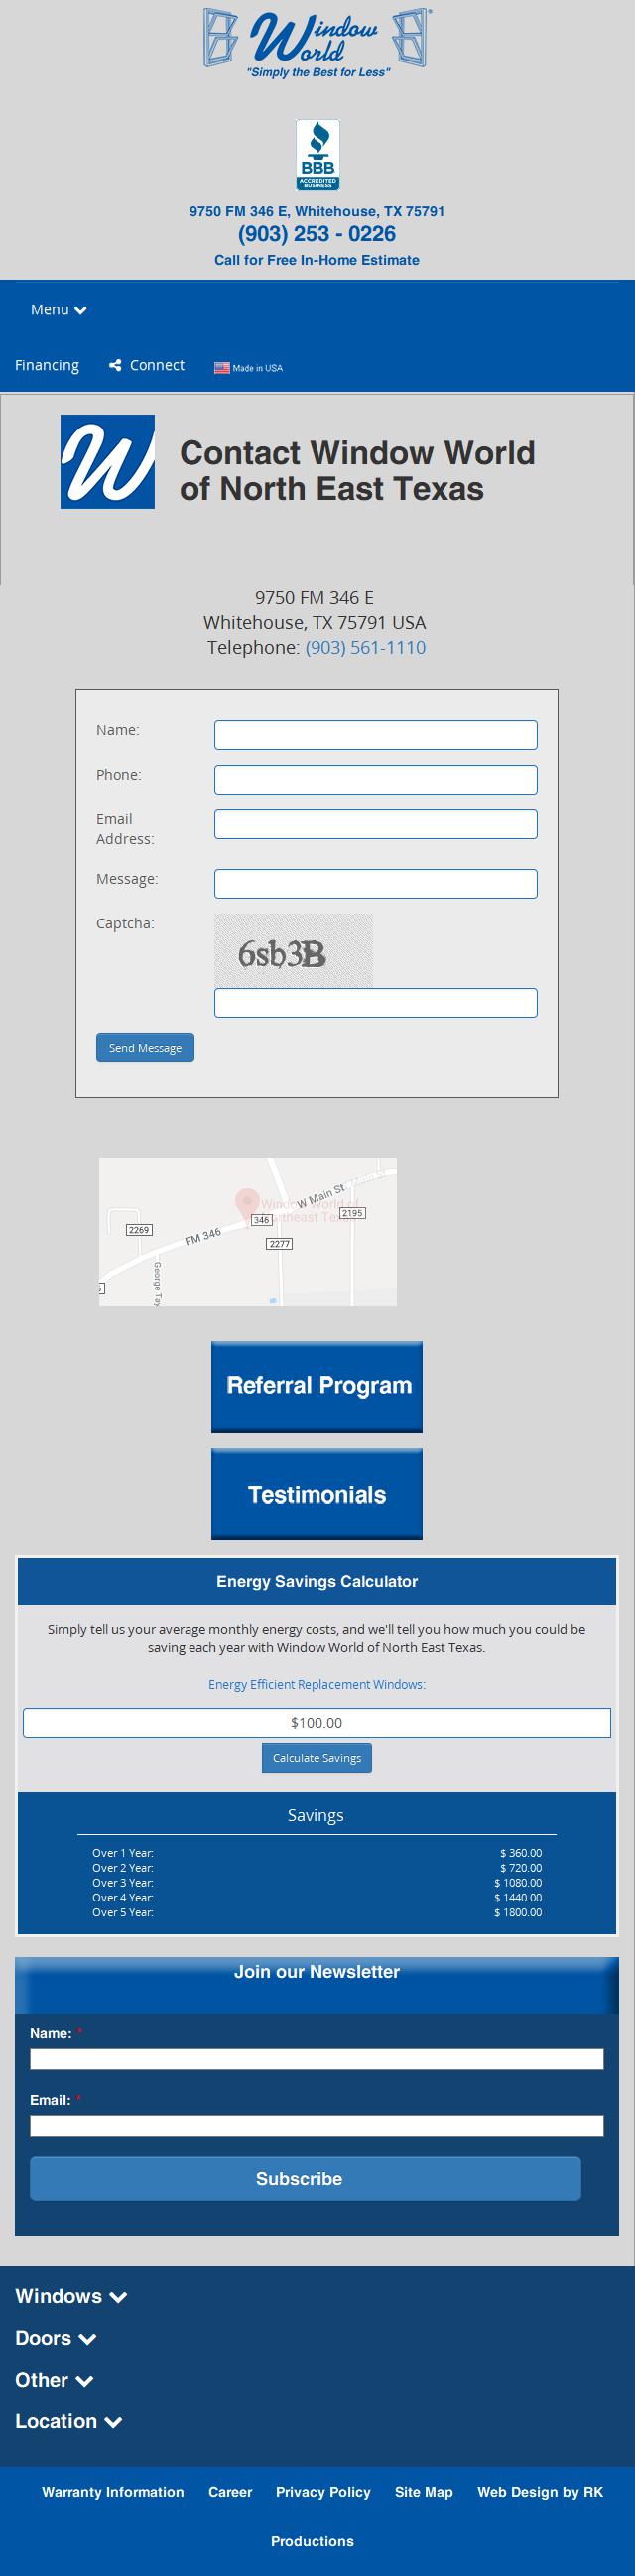 Window
World
"Simply the Best for Less"
BBB
ACCREDITED
BUSINESS
9750 FM 346 E, Whitehouse, TX 75791
(903) 253 - 0226
Call for Free In-Home Estimate
Menu
Financing Connect Made in USA
W
Contact Window World
of North East Texas
9750 FM 346 E
Whitehouse, TX 75791 USA
Telephone: (903) 561-1110
Name:
Phone:
Email
Address:
Message:
Captcha:
6sb3B
Send Message
W Main St
Window World of
theast Texas
2269
346
2195
FM 346
2277
George Tay
Referral Program
Testimonials
Energy Savings Calculator
Simply tell us your average monthly energy costs, and we'll tell you how much you could be
saving each year with Window World of North East Texas.
Energy Efficient Replacement Windows:
$100.00
Calculate Savings
Savings
Over 1 Year: $ 360.00
Over 2 Year: $ 720.00
Over 3 Year: $ 1080.00
Over 4 Year: $ 1440.00
Over 5 Year: $ 1800.00
Join our Newsletter
Name: *
Email: *
Subscribe
Windows
Doors
Other
Location
Warranty Information Career Privacy Policy Site Map Web Design by RK
Productions